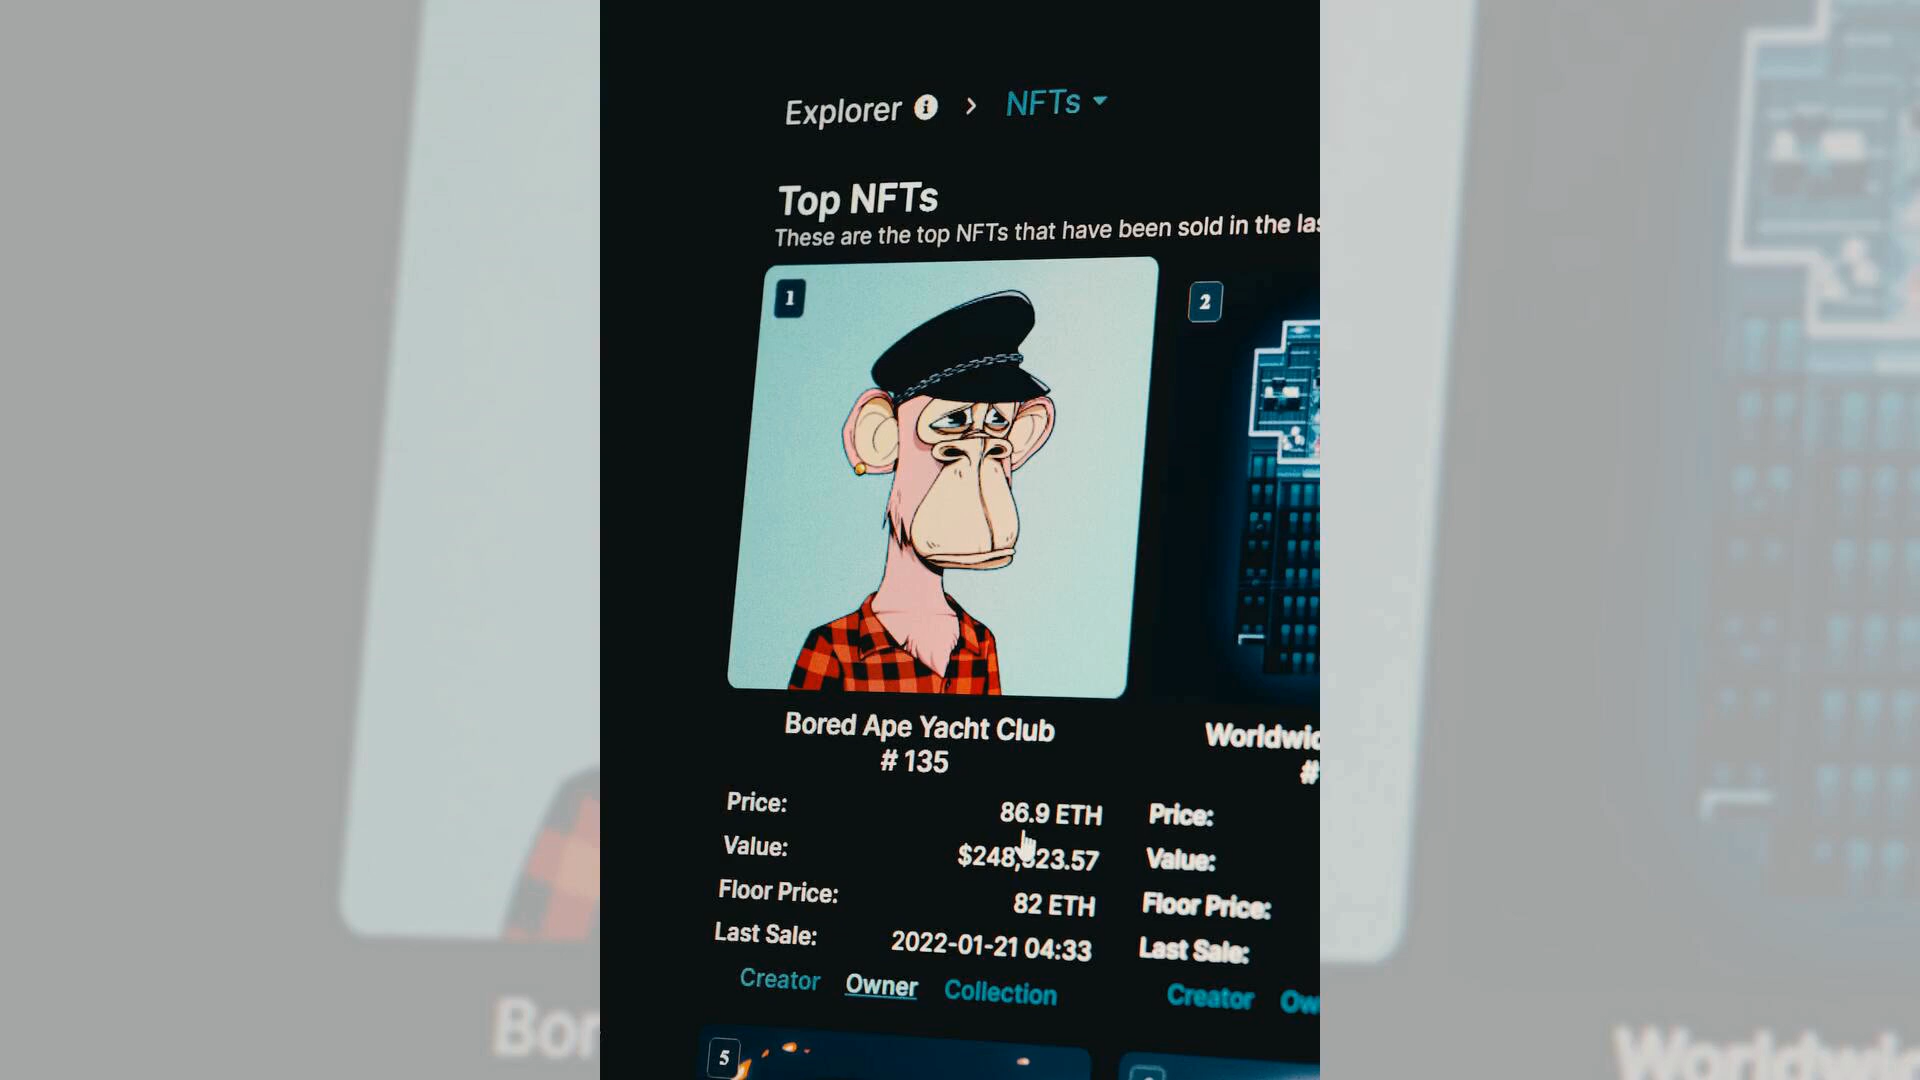 Explorer
NFTs
Top NFTs
These are the top NFTs that have been sold in the
1
2
Bored Ape Yacht Club
# 135
Price:
86.9 ETH
Value:
Floor Price:
82 ETH
Last Sale:
2022-01-21 04:33
Creator
Owner
Collection
#
Price:
Value:
Floor Price:
Last Sale:
Creator
5